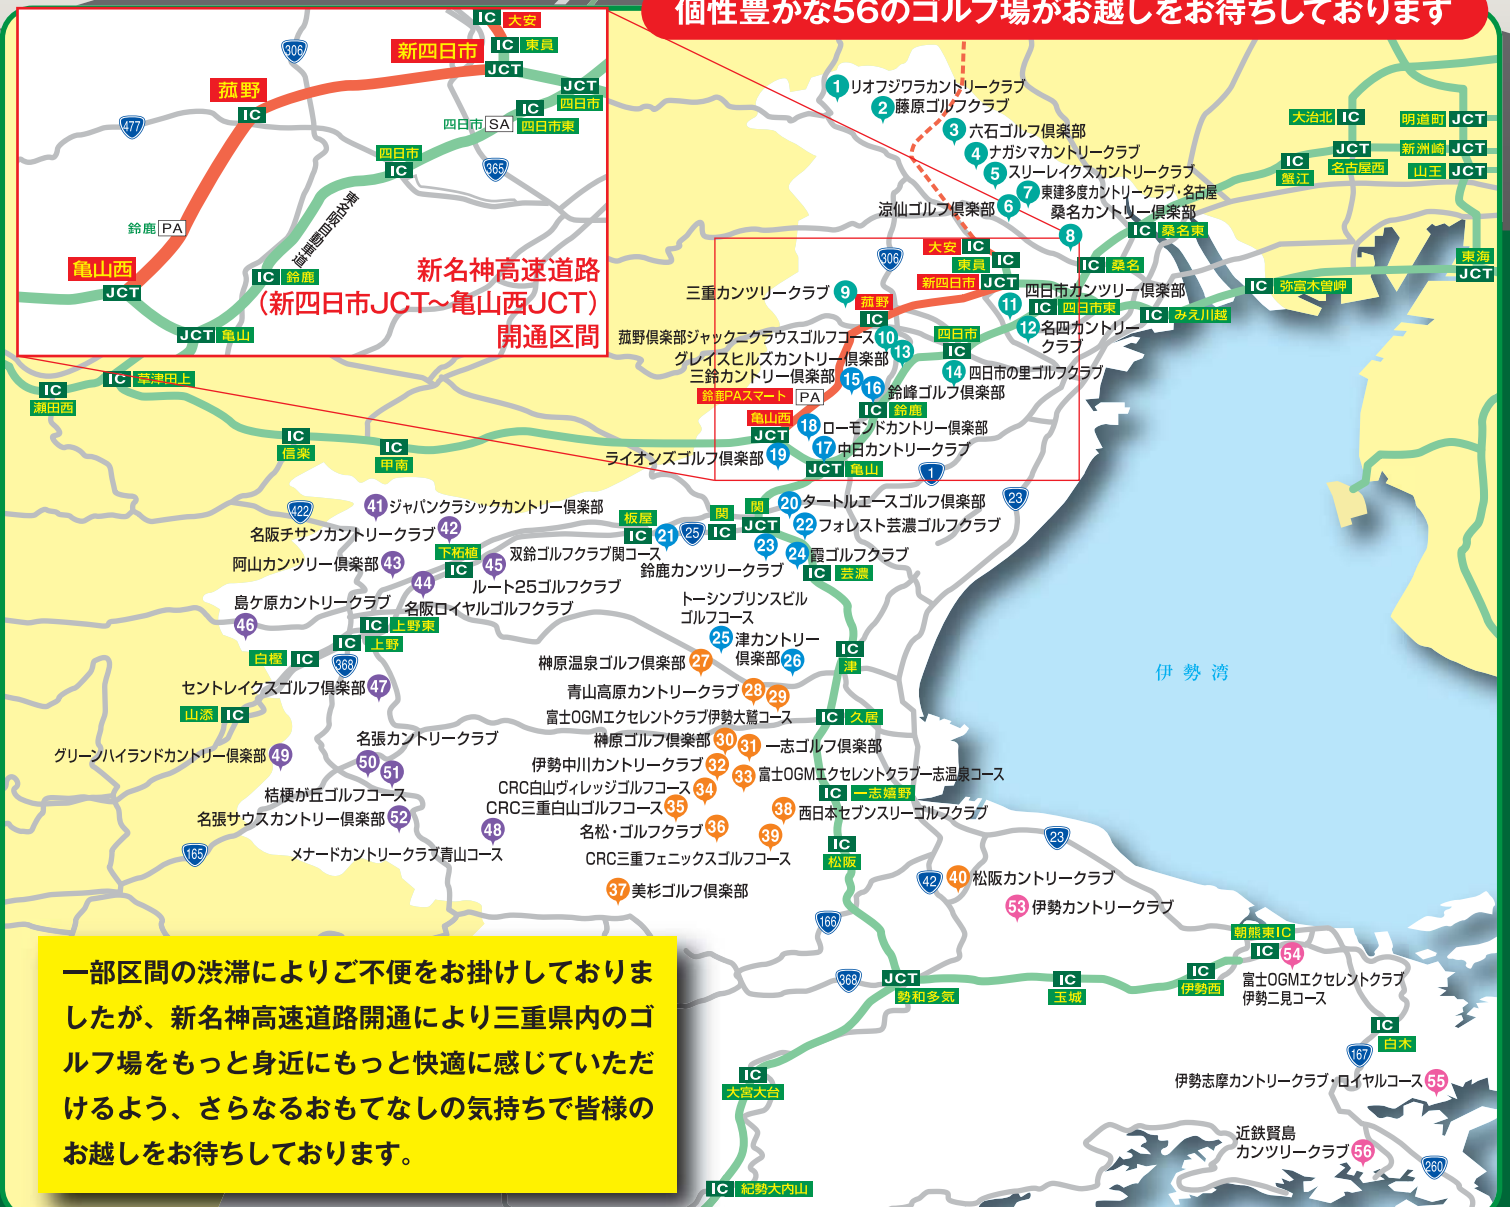 個性豊かな56のゴルフ場がお越しをお待ちしております
IC 大安
306
新四日市
IC 東員
JCT
菰野
IC
JCT
四日市
477
四日市 SA
IC
四日市東
四日市
IC
365
鈴鹿 PA
東名阪自動車道
亀山西
JCT
IC 鈴鹿
JCT 亀山
新名神高速道路
(新四日市JCT〜亀山西JCT)
開通区間
1 リオフジワラカントリークラブ
2 藤原ゴルフクラブ
3 六石ゴルフ倶楽部
4 ナガシマカントリークラブ
5 スリーレイクスカントリークラブ
7 東建多度カントリークラブ・名古屋
涼仙ゴルフ倶楽部 6
桑名カントリー倶楽部
8
大治北 IC
明道町 JCT
JCT
名古屋西
新洲崎 JCT
IC
蟹江
山王 JCT
IC 桑名東
東海
JCT
306
大安 IC
東員 IC
IC 桑名
新四日市 JCT
IC 弥富木曽岬
三重カンツリークラブ 9
菰野
IC
四日市カンツリー倶楽部
11
IC 四日市東
IC みえ川越
12 名四カントリー
クラブ
四日市
IC
菰野倶楽部ジャックニクラウスゴルフコース 10
グレイスヒルズカントリー倶楽部 13
三鈴カントリー倶楽部 15
16 鈴峰ゴルフ倶楽部
14 四日市の里ゴルフクラブ
鈴鹿PAスマート PA
IC 鈴鹿
亀山西
JCT
18 ローモンドカントリー倶楽部
17 中日カントリークラブ
ライオンズゴルフ倶楽部 19
JCT 亀山
1
23
IC
瀬田西
IC 草津田上
IC
信楽
IC
甲南
422
41 ジャパンクラシックカントリー倶楽部
名阪チサンカントリークラブ 42
阿山カンツリー倶楽部 43
下柘植
IC
44
45 双鈴ゴルフクラブ関コース 21
ルート25ゴルフクラブ
名阪ロイヤルゴルフクラブ
板屋
IC
25
関
IC
関
JCT
20 タートルエースゴルフ倶楽部
22 フォレスト芸濃ゴルフクラブ
23
鈴鹿カンツリークラブ
24 霞ゴルフクラブ
IC 芸濃
島ケ原カントリークラブ
46
IC 上野東
IC 上野
白樫 IC
368
セントレイクスゴルフ倶楽部 47
山添 IC
グリーンハイランドカントリー倶楽部 49
トーシンプリンスビル
ゴルフコース
25 津カントリー
倶楽部 26
IC
津
榊原温泉ゴルフ倶楽部 27
青山高原カントリークラブ 28
29
富士OGMエクセレントクラブ伊勢大鷲コース
IC 久居
榊原ゴルフ倶楽部 30
31 一志ゴルフ倶楽部
伊勢中川カントリークラブ 32
33 富士OGMエクセレントクラブ一志温泉コース
CRC白山ヴィレッジゴルフコース 34
IC 一志嬉野
CRC三重白山ゴルフコース 35
38 西日本セブンスリーゴルフクラブ
名松・ゴルフクラブ 36
39
CRC三重フェニックスゴルフコース
37 美杉ゴルフ倶楽部
名張カントリークラブ
50
51
桔梗が丘ゴルフコース
名張サウスカントリー倶楽部 52
48
メナードカントリークラブ青山コース
165
伊勢湾
IC
松阪
23
42
40 松阪カントリークラブ
53 伊勢カントリークラブ
166
368
JCT
勢和多気
IC
玉城
IC
伊勢西
朝熊東IC
IC
54
富士OGMエクセレントクラブ
伊勢二見コース
IC
白木
167
伊勢志摩カントリークラブ・ロイヤルコース 55
近鉄賢島
カンツリークラブ 56
260
IC
大宮大台
IC 紀勢大内山
一部区間の渋滞によりご不便をお掛けしておりま
したが、新名神高速道路開通により三重県内のゴ
ルフ場をもっと身近にもっと快適に感じていただ
けるよう、さらなるおもてなしの気持ちで皆様の
お越しをお待ちしております。